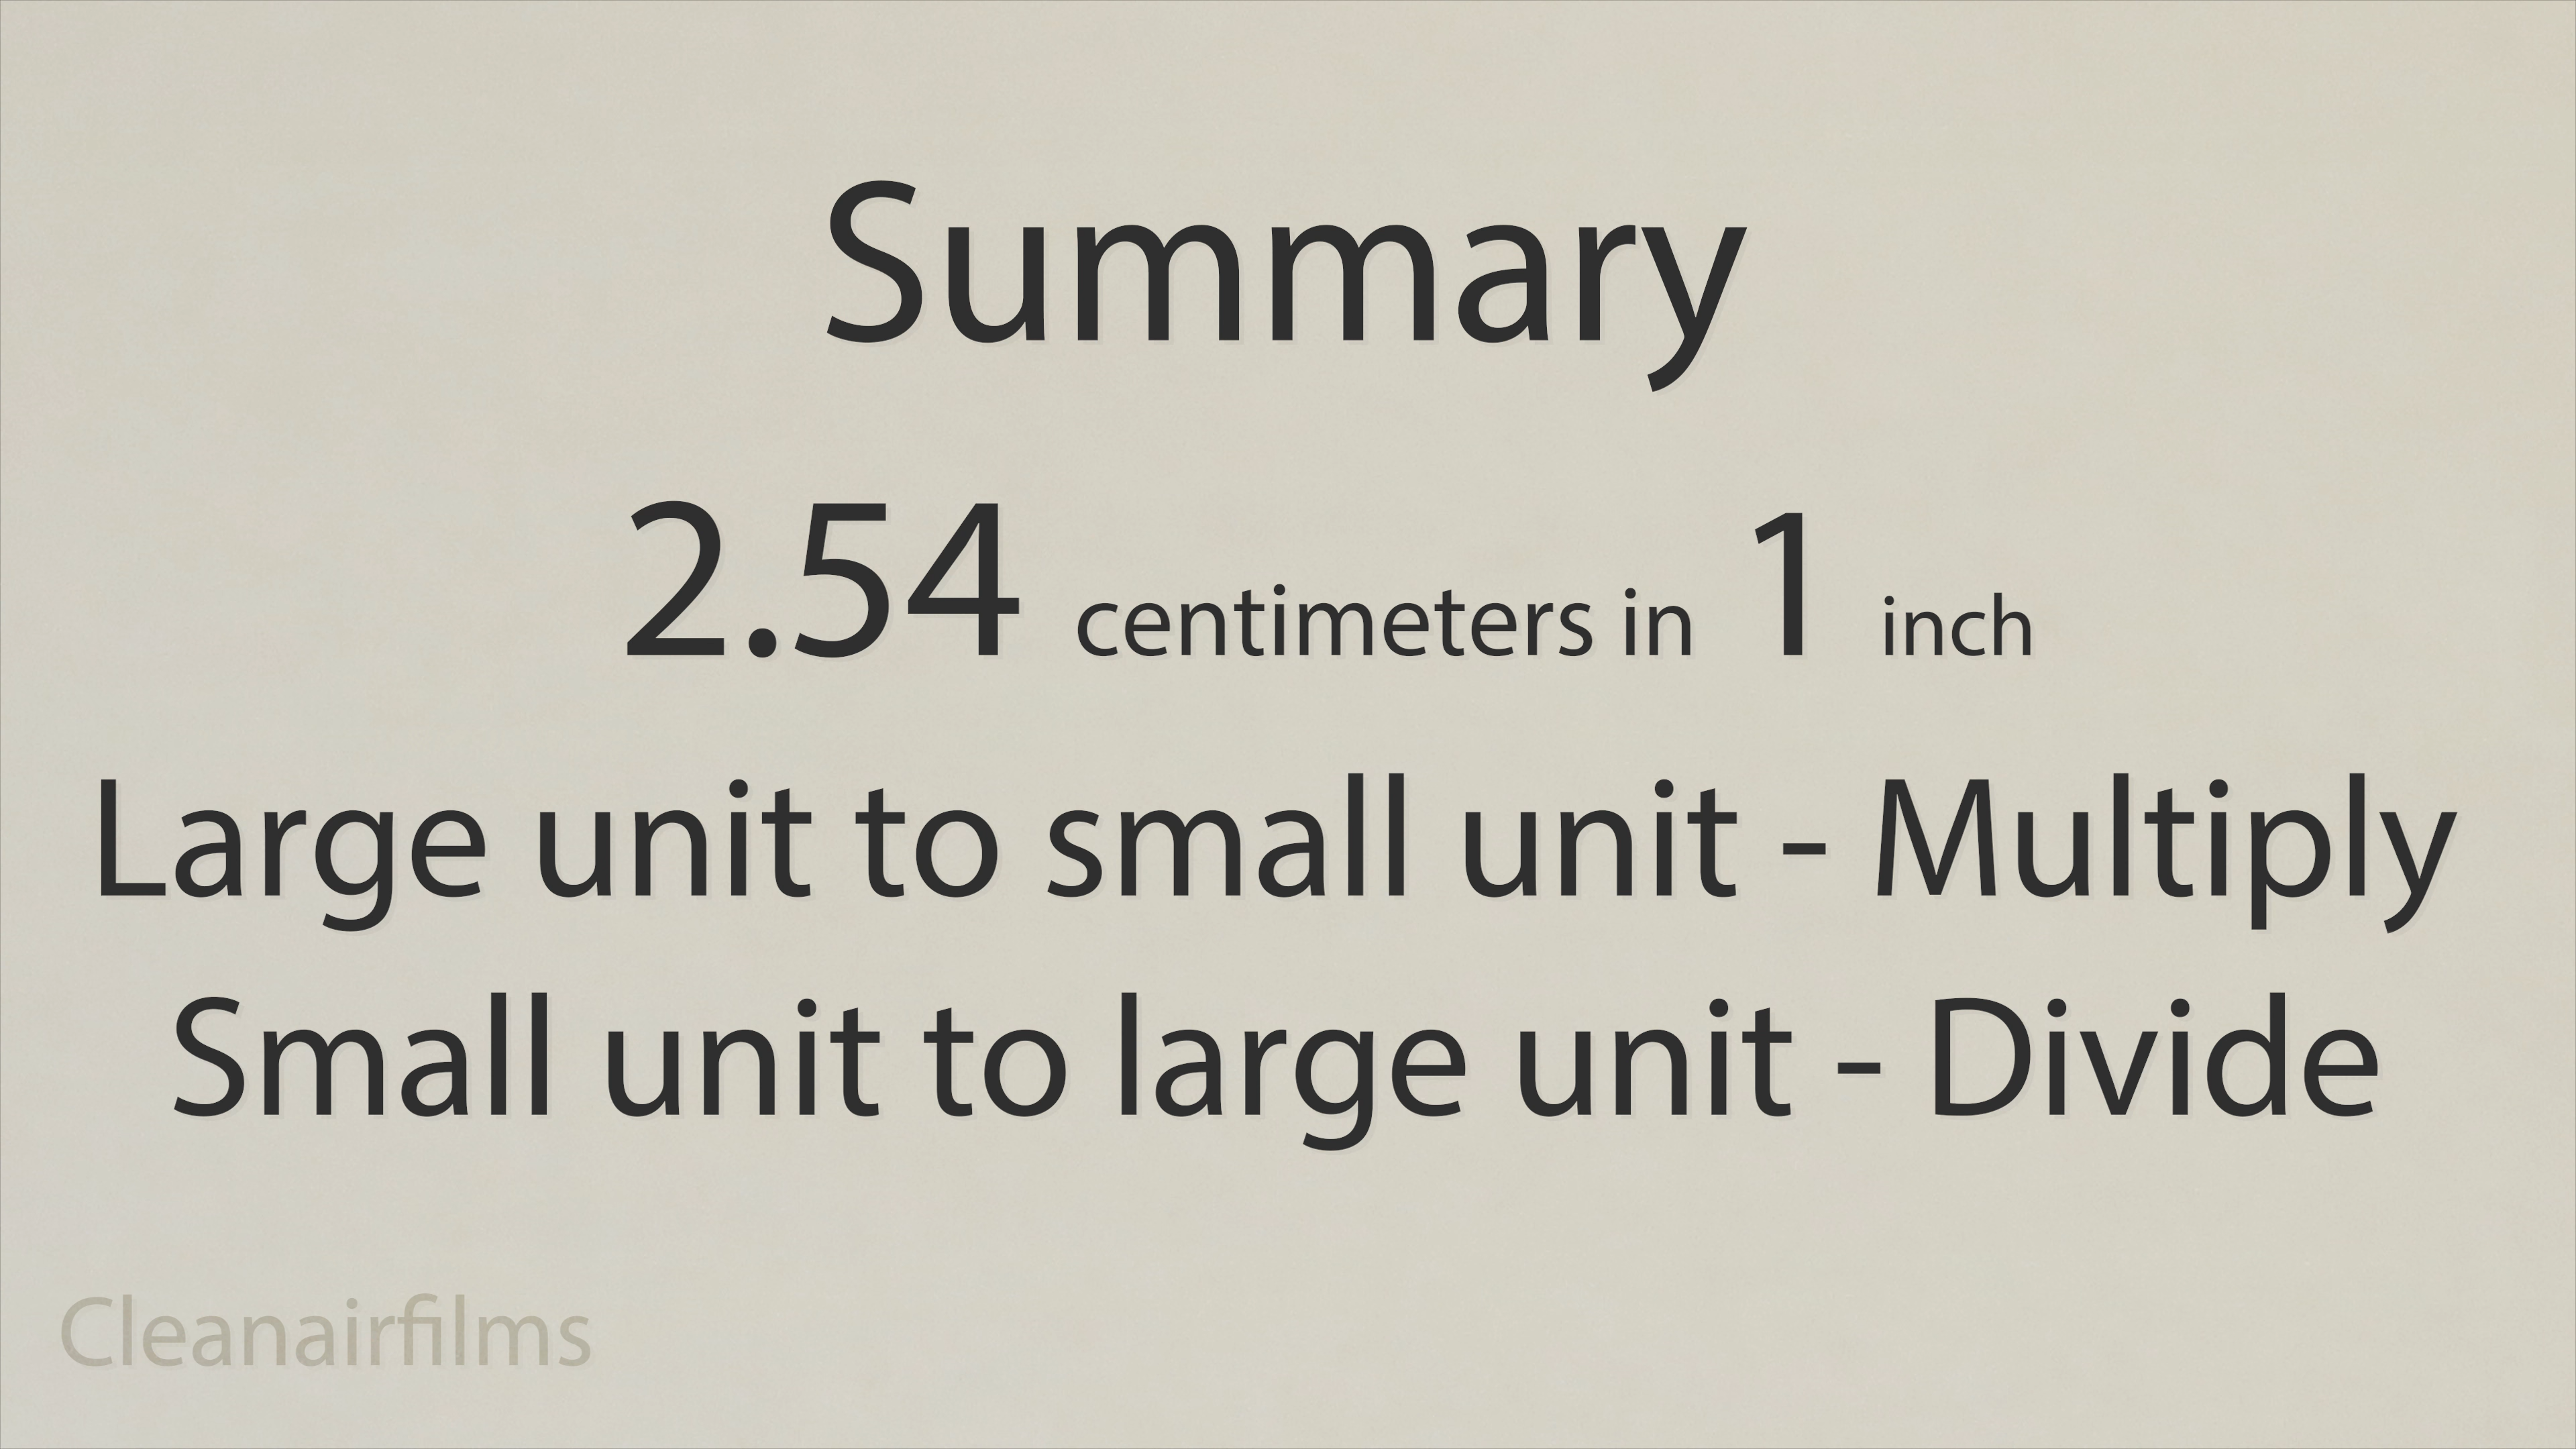 Summary
2.54 centimeters in 1 inch
Large unit to small unit - Multiply
Small unit to large unit - Divide
Cleanairfilms